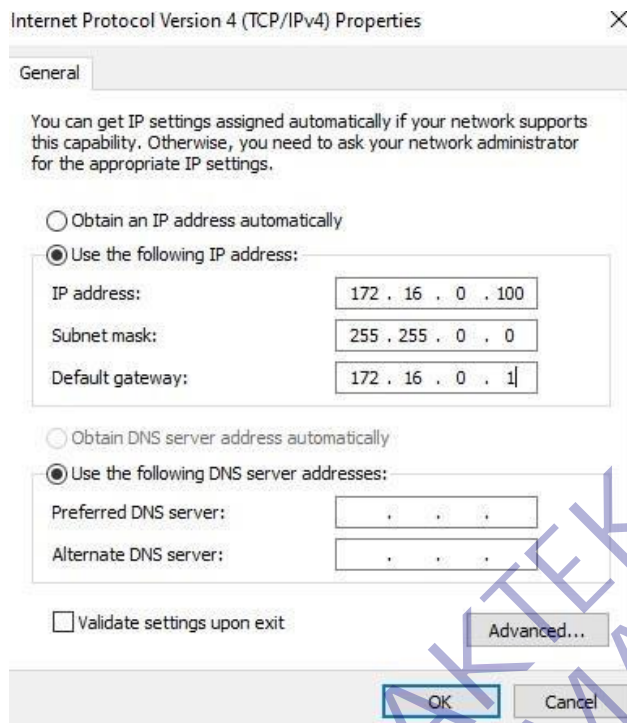 Internet Protocol Version 4 (TCP/IPv4) Properties
General
You can get IP settings assigned automatically if your network supports
this capability. Otherwise, you need to ask your network administrator
for the appropriate IP settings.
Obtain an IP address automatically
Use the following IP address:
IP address: 172 . 16 . 0 . 100
Subnet mask: 255 . 255 . 0 . 0
Default gateway: 172 . 16 . 0 . 1
Obtain DNS server address automatically
Use the following DNS server addresses:
Preferred DNS server: . . .
Alternate DNS server: . . .
Validate settings upon exit
Advanced...
OK Cancel